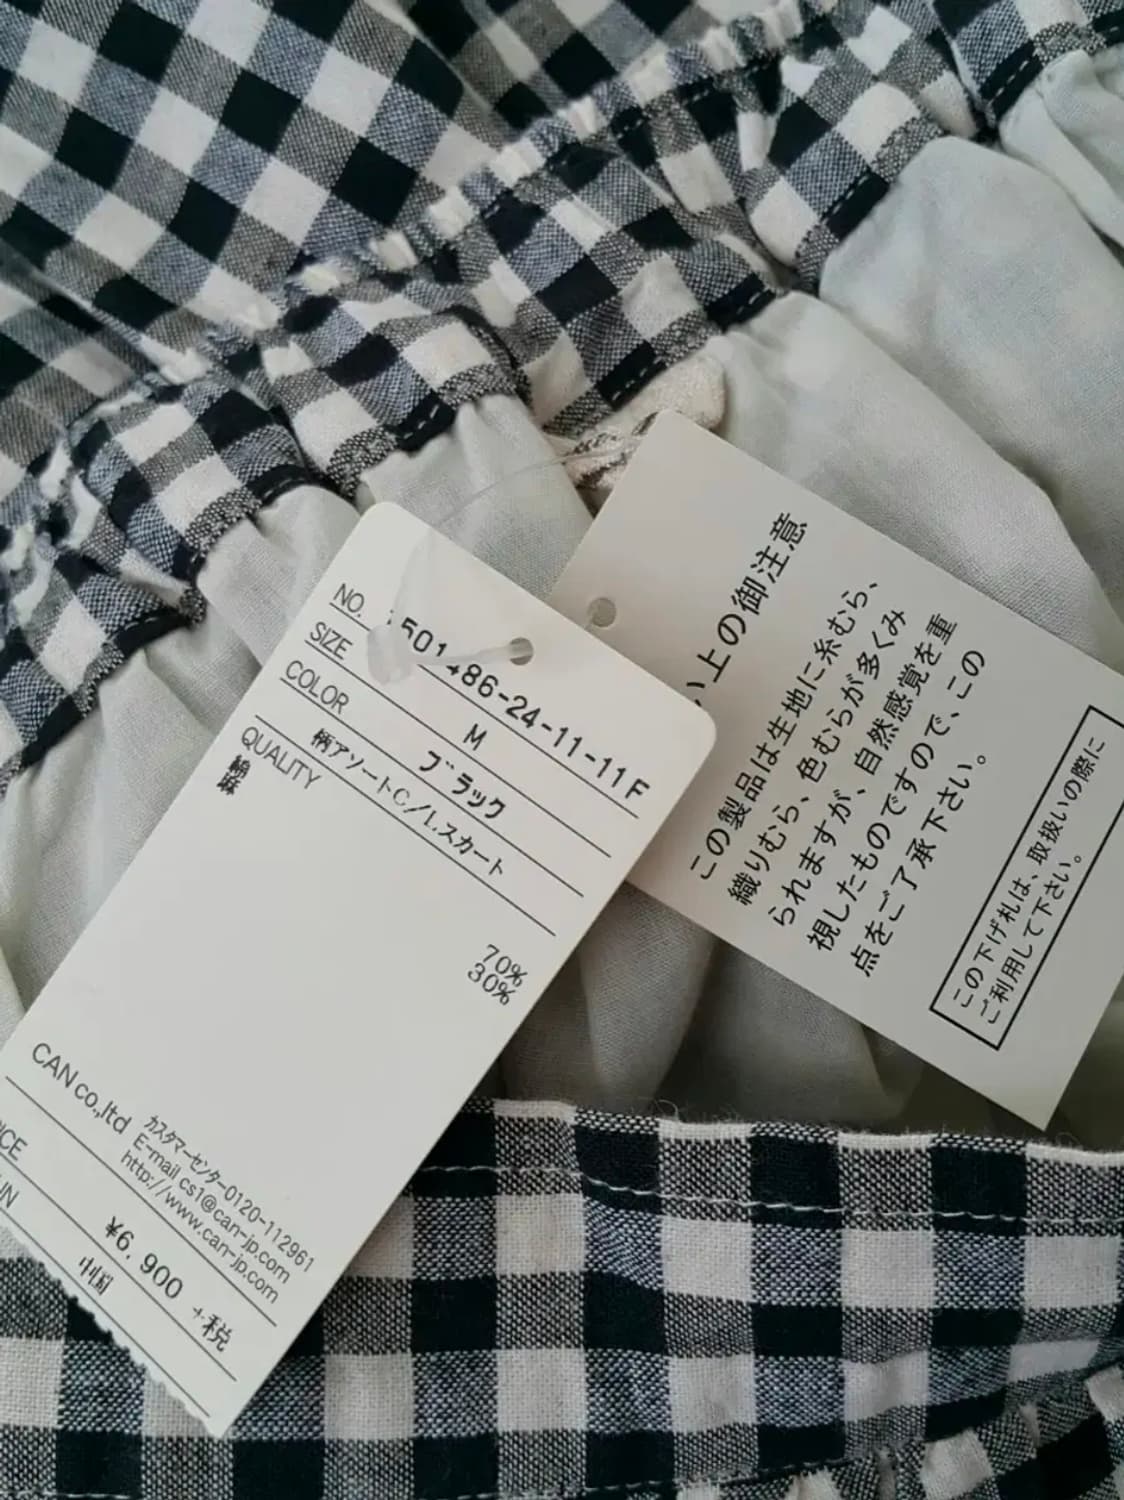 NO. 501486-24-11-11F
SIZE M
COLOR ブラック
柄アソートC/Lスカート
QUALITY
綿 70%
麻 30%
CAN co.,ltd
カスタマーセンター0120-112961
E-mail cs1@can-jp.com
http://www.can-jp.com
¥6,900 +税
中国
上の御注意
この製品は生地に糸むら、
織りむら、色むらが多くみ
られますが、自然感覚を重
視したものですので、この
点をご了承下さい。
この下げ札は、取扱いの際に
ご利用して下さい。